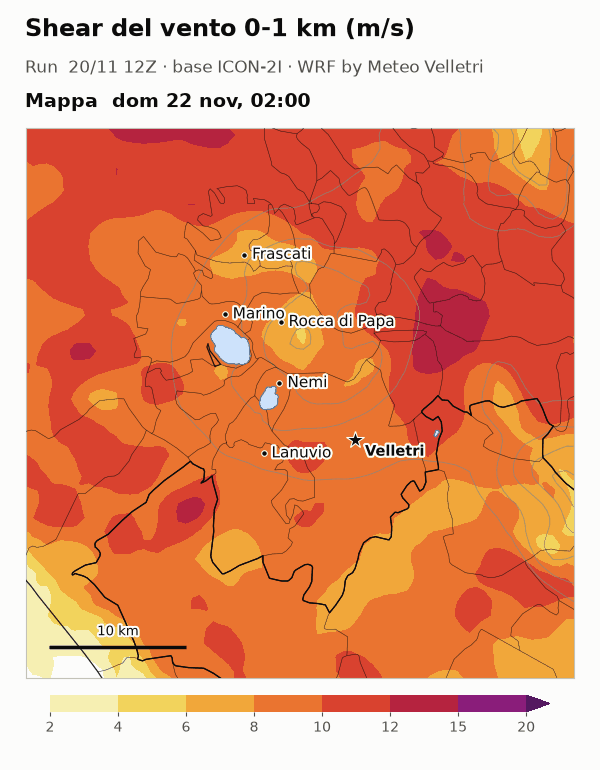 Shear del vento 0-1 km (m/s)
Run  20/11 12Z · base ICON-2I · WRF by Meteo Velletri
Mappa  dom 22 nov, 02:00
Frascati
Marino
Rocca di Papa
Nemi
Velletri
Lanuvio
10 km
2 4 6 8 10 12 15 20